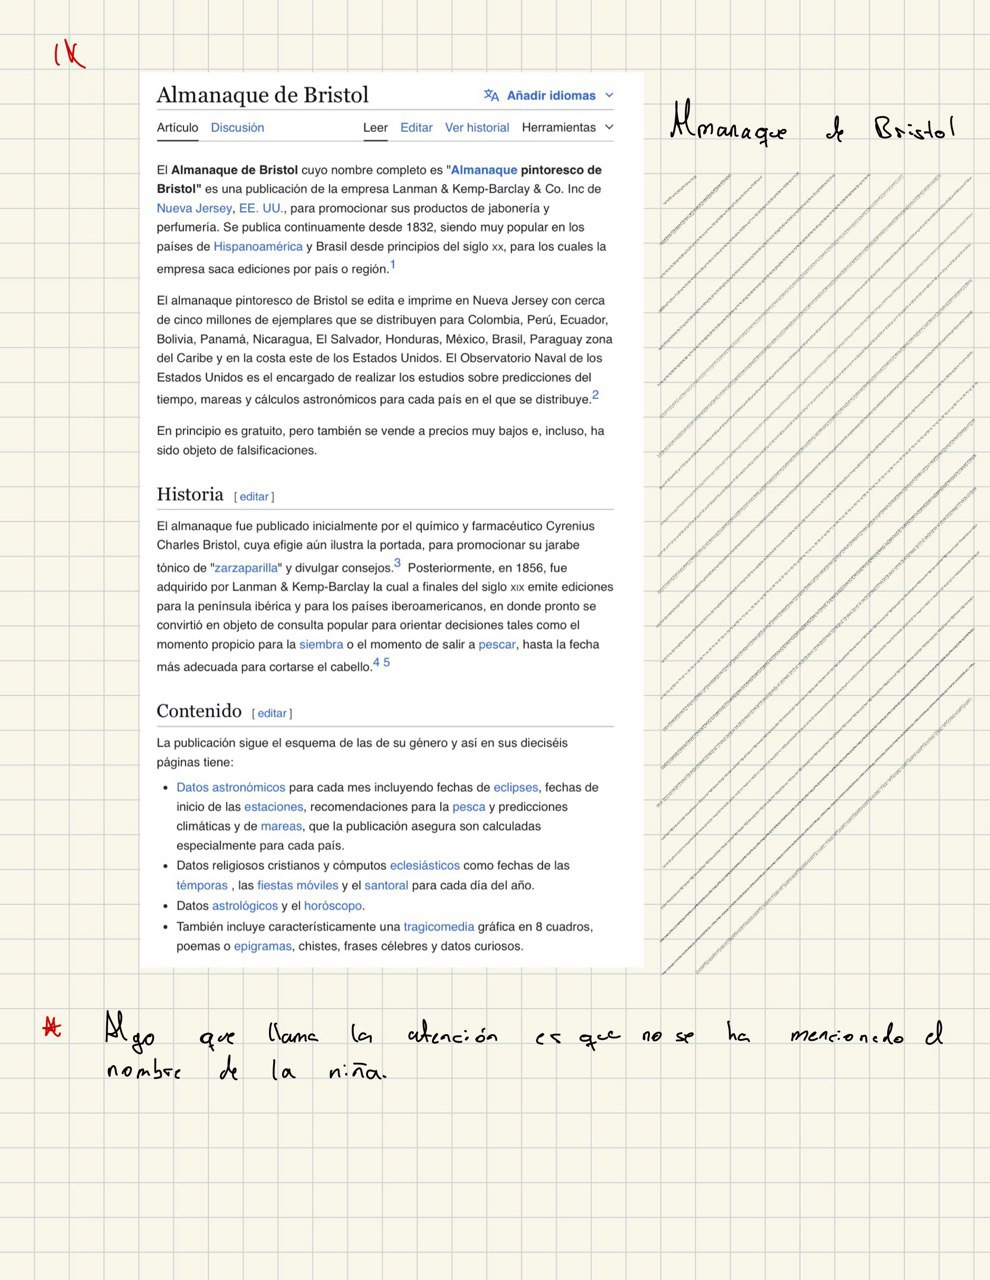 Almanaque de Bristol
Añadir idiomas
Artículo Discusión Leer Editar Ver historial Herramientas
Almanaque de Bristol
El Almanaque de Bristol cuyo nombre completo es "Almanaque pintoresco de
Bristol" es una publicación de la empresa Lanman & Kemp-Barclay & Co. Inc de
Nueva Jersey, EE. UU., para promocionar sus productos de jabonería y
perfumería. Se publica continuamente desde 1832, siendo muy popular en los
países de Hispanoamérica y Brasil desde principios del siglo XX, para los cuales la
empresa saca ediciones por país o región.1
El almanaque pintoresco de Bristol se edita e imprime en Nueva Jersey con cerca
de cinco millones de ejemplares que se distribuyen para Colombia, Perú, Ecuador,
Bolivia, Panamá, Nicaragua, El Salvador, Honduras, México, Brasil, Paraguay zona
del Caribe y en la costa este de los Estados Unidos. El Observatorio Naval de los
Estados Unidos es el encargado de realizar los estudios sobre predicciones del
tiempo, mareas y cálculos astronómicos para cada país en el que se distribuye.2
En principio es gratuito, pero también se vende a precios muy bajos e, incluso, ha
sido objeto de falsificaciones.
Historia [ editar ]
El almanaque fue publicado inicialmente por el químico y farmacéutico Cyrenius
Charles Bristol, cuya efigie aún ilustra la portada, para promocionar su jarabe
tónico de "zarzaparilla" y divulgar consejos.3 Posteriormente, en 1856, fue
adquirido por Lanman & Kemp-Barclay la cual a finales del siglo XIX emite ediciones
para la península ibérica y para los países iberoamericanos, en donde pronto se
convirtió en objeto de consulta popular para orientar decisiones tales como el
momento propicio para la siembra o el momento de salir a pescar, hasta la fecha
más adecuada para cortarse el cabello.4 5
Contenido [ editar ]
La publicación sigue el esquema de las de su género y así en sus dieciséis
páginas tiene:
• Datos astronómicos para cada mes incluyendo fechas de eclipses, fechas de
inicio de las estaciones, recomendaciones para la pesca y predicciones
climáticas y de mareas, que la publicación asegura son calculadas
especialmente para cada país.
• Datos religiosos cristianos y cómputos eclesiásticos como fechas de las
témporas , las fiestas móviles y el santoral para cada día del año.
• Datos astrológicos y el horóscopo.
• También incluye característicamente una tragicomedia gráfica en 8 cuadros,
poemas o epigramas, chistes, frases célebres y datos curiosos.
Algo que llama la atención es que no se ha mencionado el
nombre de la niña.